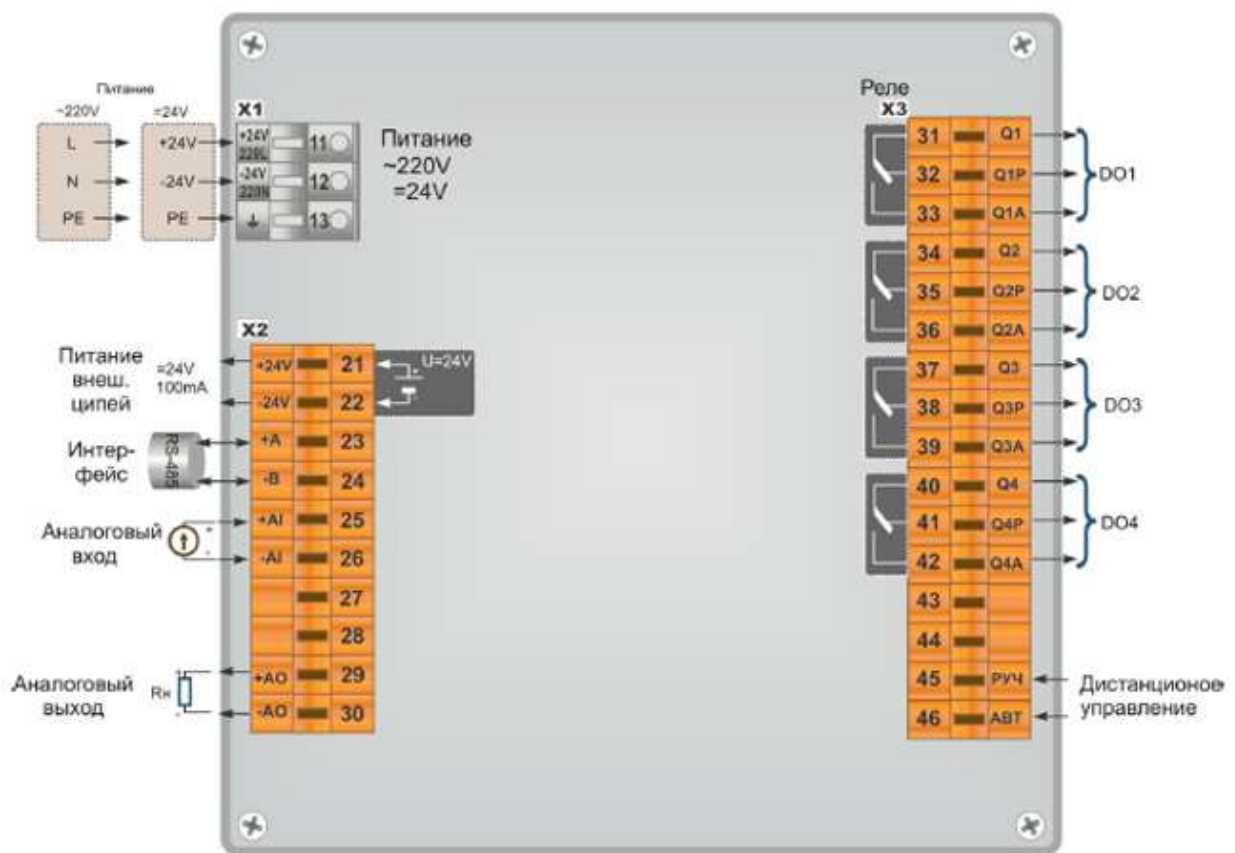 Питание
~220V =24V
L +24V
N -24V
PE PE
X1
+24V
220L 11
-24V
220N 12
13
Питание
~220V
=24V
X2
Питание
внеш.
ципей
=24V
100mA
+24V 21
-24V 22
U=24V
+
Интер-
фейс
RS-485
+A 23
-B 24
Аналоговый
вход
+
-
+AI 25
-AI 26
27
28
Аналоговый
выход
Rн
+
-
+AO 29
-AO 30
Реле
X3
31 Q1
32 Q1P
33 Q1A
DO1
34 Q2
35 Q2P
36 Q2A
DO2
37 Q3
38 Q3P
39 Q3A
DO3
40 Q4
41 Q4P
42 Q4A
DO4
43
44
45 РУЧ
46 АВТ
Дистанционое
управление